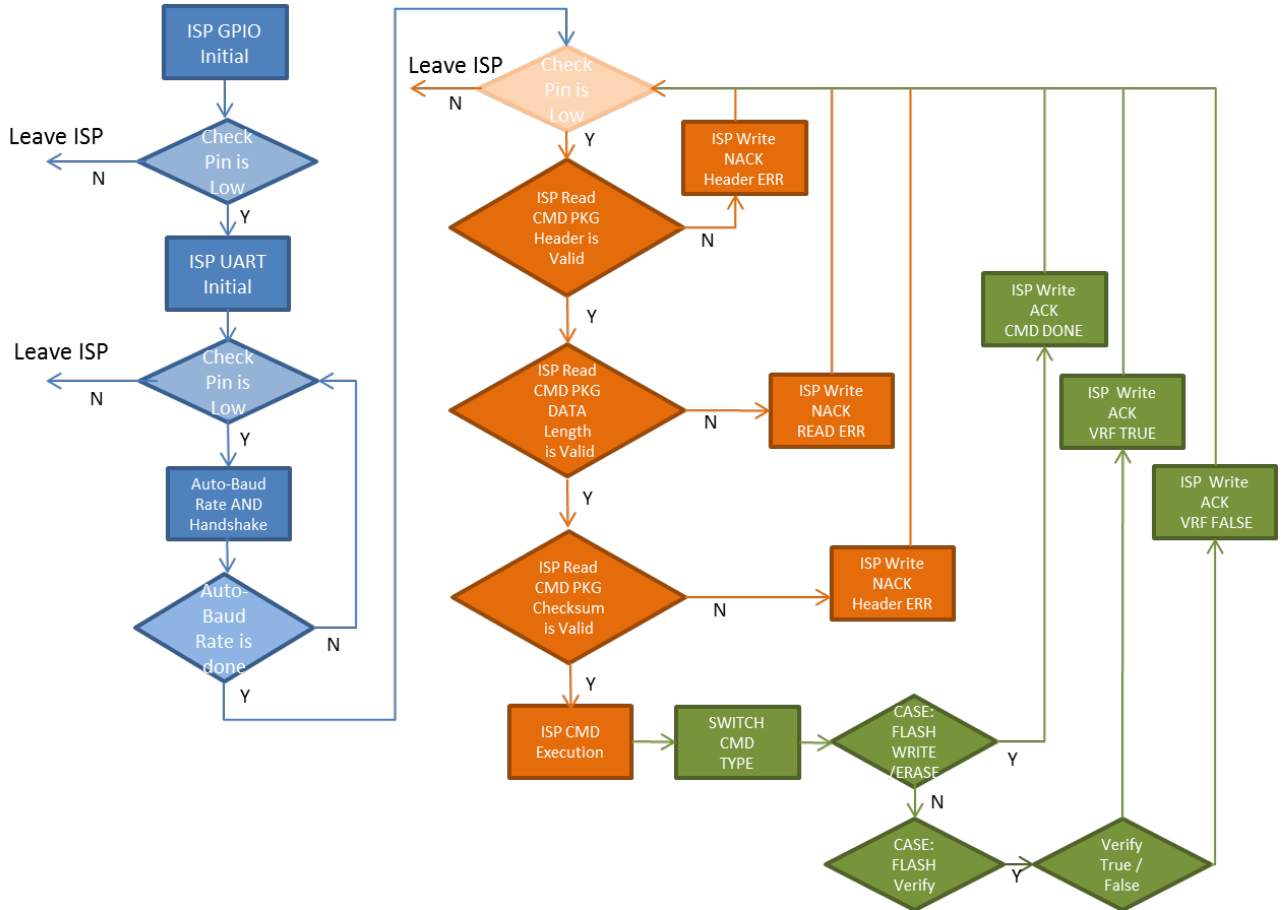 ISP GPIO
Initial
Leave ISP
Check
Pin is
Low
N
Y
ISP UART
Initial
Leave ISP
Check
Pin is
Low
N
Y
Auto-Baud
Rate AND
Handshake
Auto-
Baud
Rate is
done
N
Y
Leave ISP
Check
Pin is
Low
N
Y
ISP Write
NACK
Header ERR
ISP Read
CMD PKG
Header is
Valid
N
Y
ISP Read
CMD PKG
DATA
Length
is Valid
N
ISP Write
NACK
READ ERR
Y
ISP Read
CMD PKG
Checksum
is Valid
N
ISP Write
NACK
Header ERR
Y
ISP CMD
Execution
SWITCH
CMD
TYPE
CASE:
FLASH
WRITE
/ERASE
Y
N
CASE:
FLASH
Verify
Y
Verify
True /
False
ISP Write
ACK
CMD DONE
ISP Write
ACK
VRF TRUE
ISP Write
ACK
VRF FALSE